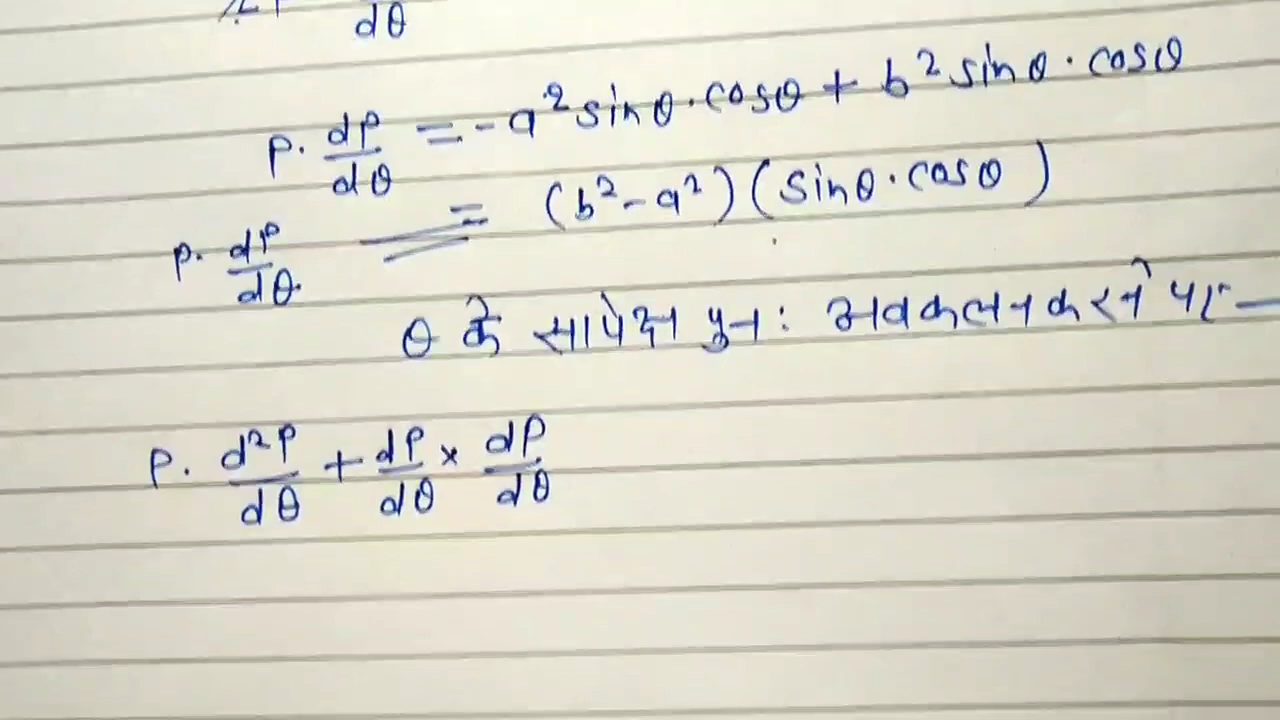 dθ
P. dP/dθ = -a² sinθ·cosθ + b² sinθ·cosθ
P. dP/dθ = (b² - a²) (sinθ·cosθ)
θ के सापेक्ष पुनः अवकलन करने पर —
P. d²P/dθ + dP/dθ × dP/dθ